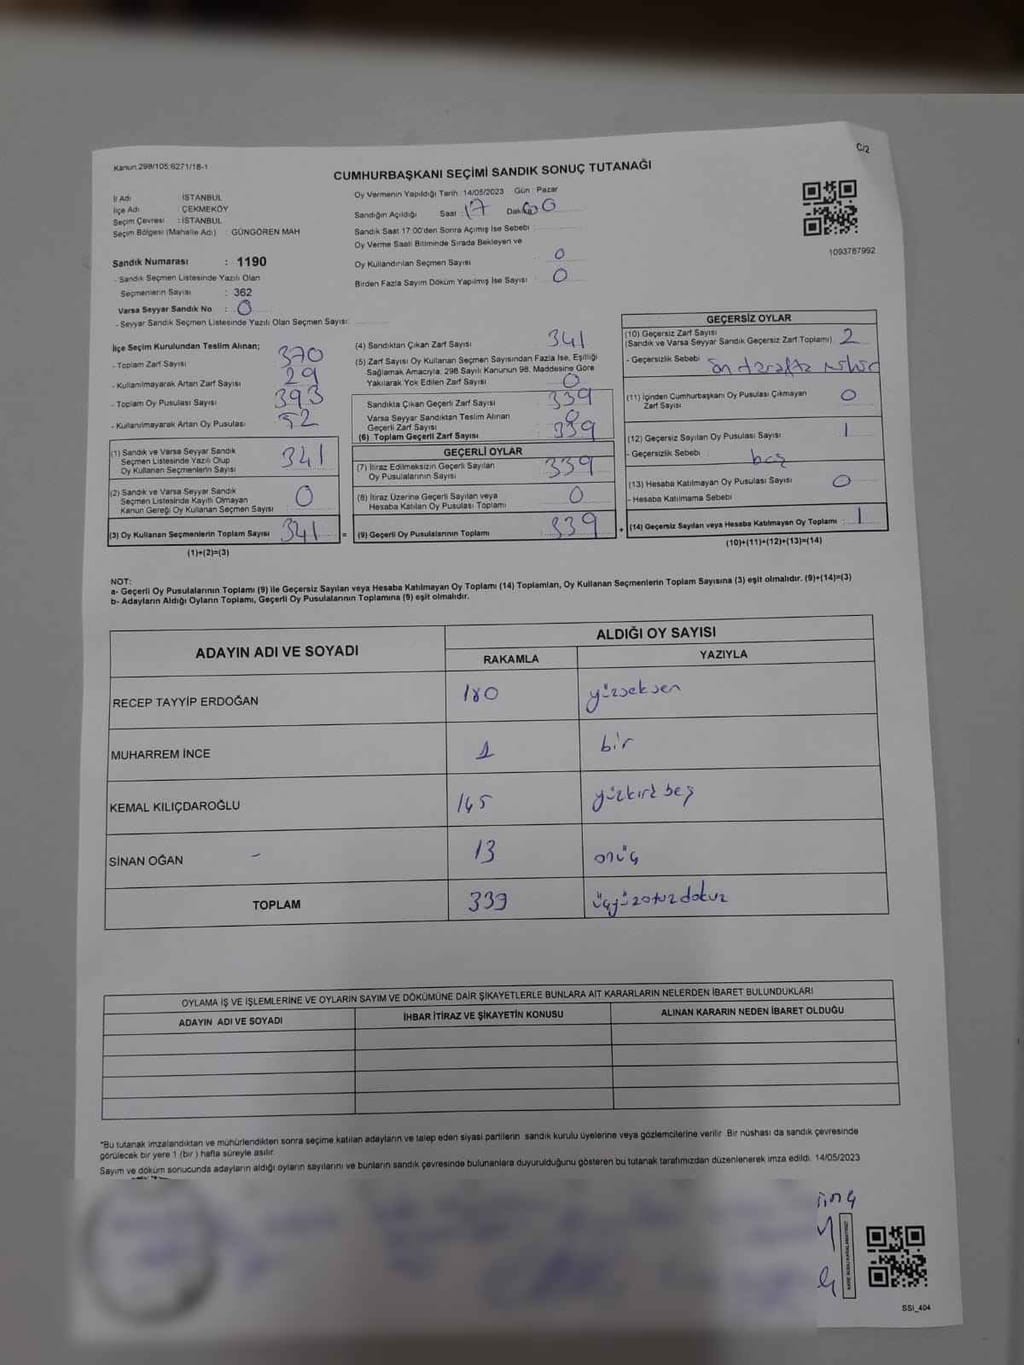 Kanun:298/105:6271/18-1
C/2
CUMHURBAŞKANI SEÇİMİ SANDIK SONUÇ TUTANAĞI
İl Adı : İSTANBUL
İlçe Adı : ÇEKMEKÖY
Seçim Çevresi : İSTANBUL
Seçim Bölgesi (Mahalle Adı) : GÜNGÖREN MAH
Oy Vermenin Yapıldığı Tarih: 14/05/2023 Gün : Pazar
Sandığın Açıldığı Saat : 17 Dakika 00
Sandık Saat 17:00'den Sonra Açımış İse Sebebi
Oy Verme Saati Bitiminde Sırada Bekleyen ve
Oy Kullandırılan Seçmen Sayısı 0
Birden Fazla Sayım Döküm Yapılmış İse Sayısı 0
1093787992
Sandık Numarası : 1190
- Sandık Seçmen Listesinde Yazılı Olan
Seçmenlerin Sayısı : 362
Varsa Seyyar Sandık No : 0
- Seyyar Sandık Seçmen Listesinde Yazılı Olan Seçmen Sayısı:
İlçe Seçim Kurulundan Teslim Alınan;
- Toplam Zarf Sayısı 370
- Kullanılmayarak Artan Zarf Sayısı 29
- Toplam Oy Pusulası Sayısı 393
- Kullanılmayarak Artan Oy Pusulası 52
(1) Sandık ve Varsa Seyyar Sandık
Seçmen Listesinde Yazılı Olup
Oy Kullanan Seçmenlerin Sayısı 341
(2) Sandık ve Varsa Seyyar Sandık
Seçmen Listesinde Kayıtlı Olmayan
Kanun Gereği Oy Kullanan Seçmen Sayısı 0
(3) Oy Kullanan Seçmenlerin Toplam Sayısı 341
(1)+(2)=(3)
(4) Sandıktan Çıkan Zarf Sayısı 341
(5) Zarf Sayısı Oy Kullanan Seçmen Sayısından Fazla İse, Eşitliği
Sağlamak Amacıyla, 298 Sayılı Kanunun 98. Maddesine Göre
Yakılarak Yok Edilen Zarf Sayısı 0
Sandıkta Çıkan Geçerli Zarf Sayısı 339
Varsa Seyyar Sandıktan Teslim Alınan
Geçerli Zarf Sayısı 0
(6) Toplam Geçerli Zarf Sayısı 339
GEÇERLİ OYLAR
(7) İtiraz Edilmeksizin Geçerli Sayılan
Oy Pusulalarının Sayısı 339
(8) İtiraz Üzerine Geçerli Sayılan veya
Hesaba Katılan Oy Pusulası Toplamı 0
= (9) Geçerli Oy Pusulalarının Toplamı 339
GEÇERSİZ OYLAR
(10) Geçersiz Zarf Sayısı
(Sandık ve Varsa Seyyar Sandık Geçersiz Zarf Toplamı) 2
- Geçersizlik Sebebi
(11) İçinden Cumhurbaşkanı Oy Pusulası Çıkmayan
Zarf Sayısı 0
(12) Geçersiz Sayılan Oy Pusulası Sayısı 1
- Geçersizlik Sebebi boş
(13) Hesaba Katılmayan Oy Pusulası Sayısı 0
- Hesaba Katılmama Sebebi
+ (14) Geçersiz Sayılan veya Hesaba Katılmayan Oy Toplamı : 1
(10)+(11)+(12)+(13)=(14)
NOT:
a- Geçerli Oy Pusulalarının Toplamı (9) ile Geçersiz Sayılan veya Hesaba Katılmayan Oy Toplamı (14) Toplamları, Oy Kullanan Seçmenlerin Toplam Sayısına (3) eşit olmalıdır. (9)+(14)=(3)
b- Adayların Aldığı Oyların Toplamı, Geçerli Oy Pusulalarının Toplamına (9) eşit olmalıdır.
ADAYIN ADI VE SOYADI
ALDIĞI OY SAYISI
RAKAMLA YAZIYLA
RECEP TAYYİP ERDOĞAN 180 yüzseksen
MUHARREM İNCE 1 bir
KEMAL KILIÇDAROĞLU 145 yüzkırk beş
SİNAN OĞAN - 13 onüç
TOPLAM 339 üçyüzotuzdokuz
OYLAMA İŞ VE İŞLEMLERİNE VE OYLARIN SAYIM VE DÖKÜMÜNE DAİR ŞİKAYETLERLE BUNLARA AİT KARARLARIN NELERDEN İBARET BULUNDUKLARI
ADAYIN ADI VE SOYADI İHBAR İTİRAZ VE ŞİKAYETİN KONUSU ALINAN KARARIN NEDEN İBARET OLDUĞU
"Bu tutanak imzalandıktan ve mühürlendikten sonra seçime katılan adayların ve talep eden siyasi partilerin sandık kurulu üyelerine veya gözlemcilerine verilir. Bir nüshası da sandık çevresinde
görülecek bir yere 1 (bir) hafta süreyle asılır.
Sayım ve döküm sonucunda adayların aldığı oyların sayılarını ve bunların sandık çevresinde bulunanlara duyurulduğunu gösteren bu tutanak tarafımızdan düzenlenerek imza edildi. 14/05/2023
SSI_404